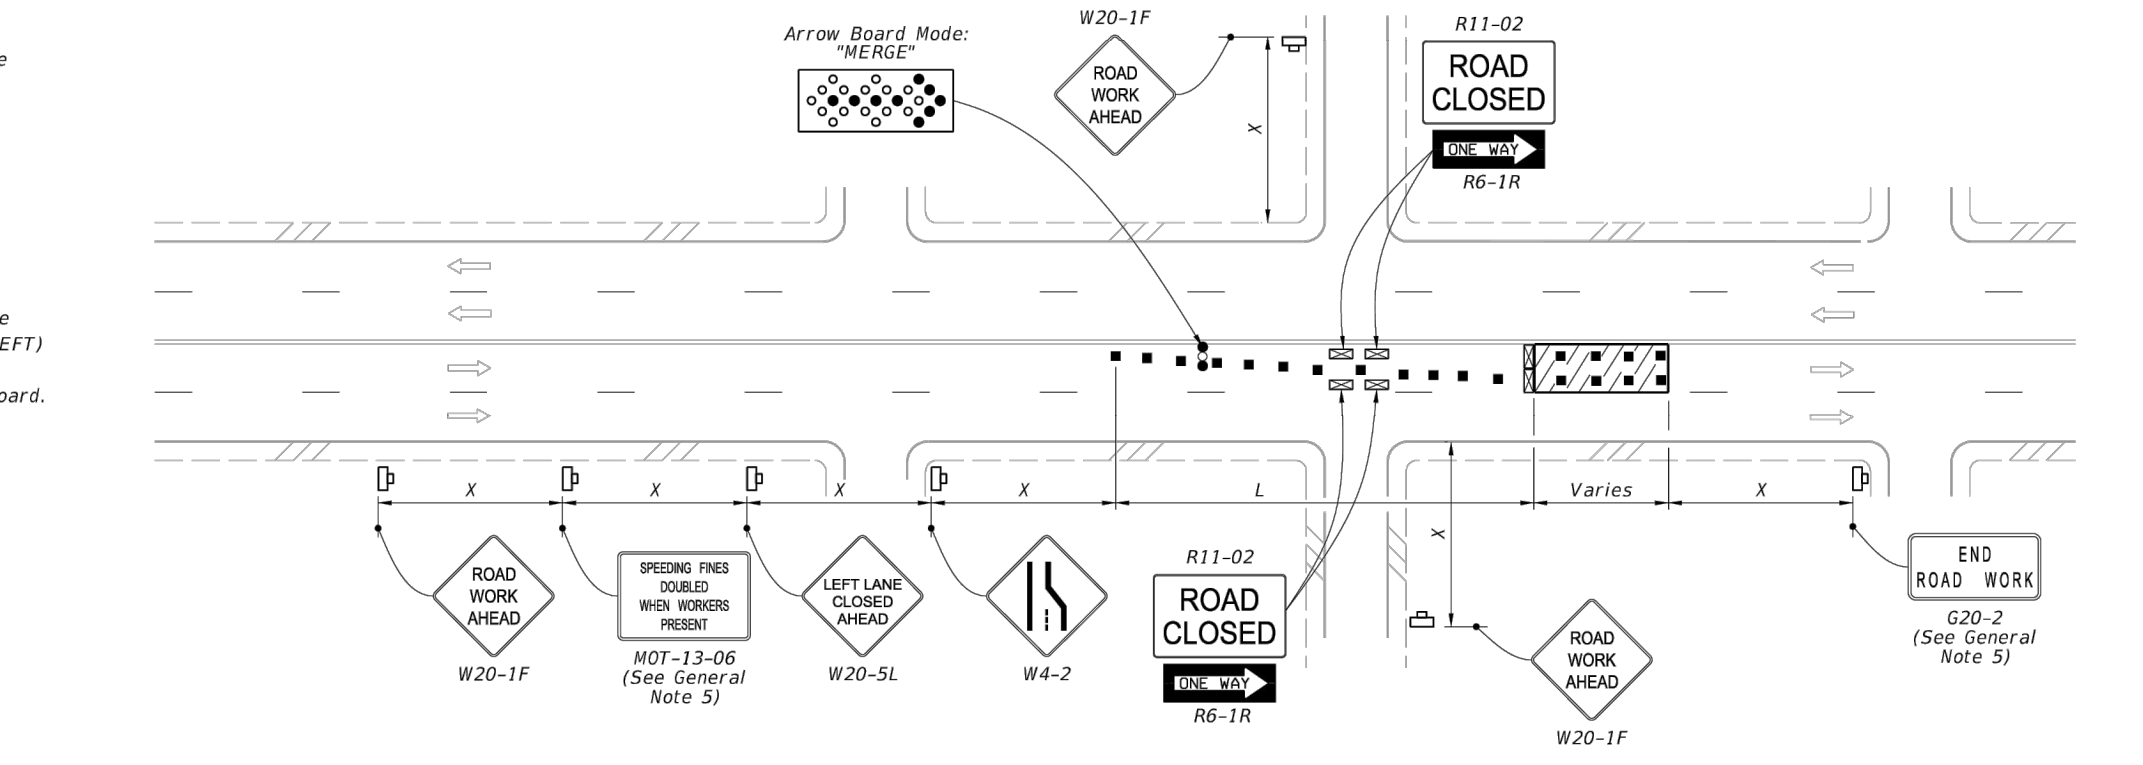 e
e
EFT)
oard.
Arrow Board Mode:
"MERGE"
W20-1F
ROAD
WORK
AHEAD
X
R11-02
ROAD
CLOSED
ONE WAY
R6-1R
X
X
X
X
L
Varies
X
X
ROAD
WORK
AHEAD
W20-1F
SPEEDING FINES
DOUBLED
WHEN WORKERS
PRESENT
MOT-13-06
(See General
Note 5)
LEFT LANE
CLOSED
AHEAD
W20-5L
W4-2
R11-02
ROAD
CLOSED
ONE WAY
R6-1R
ROAD
WORK
AHEAD
W20-1F
END
ROAD WORK
G20-2
(See General
Note 5)